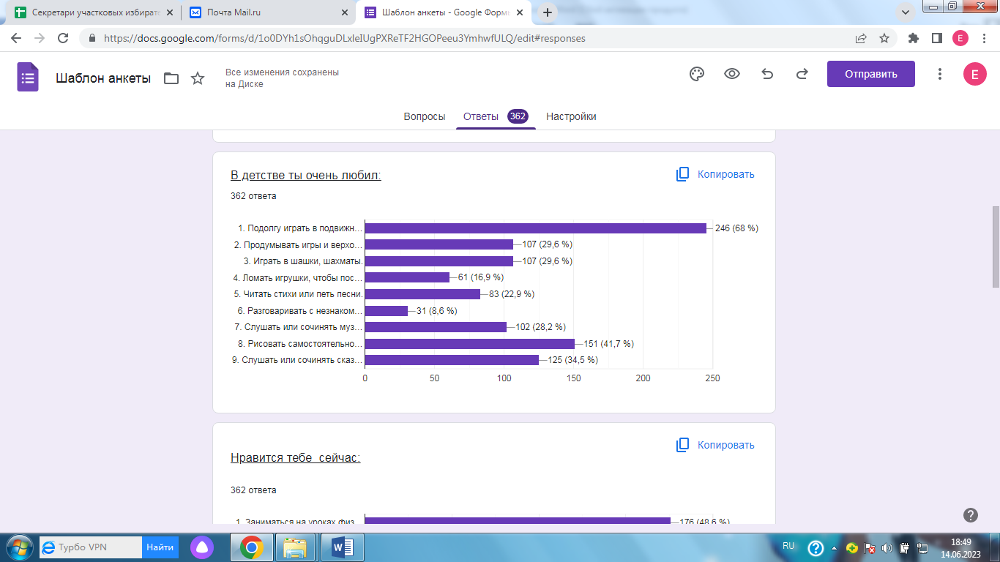 Секретари участковых избирате
Почта Mail.ru
Шаблон анкеты - Google Форм
https://docs.google.com/forms/d/1o0DYh1sOhqguDLxleIUgPXReTF2HGOPeeu3YmhwfULQ/edit#responses
E
Шаблон анкеты
Все изменения сохранены
на Диске
Отправить
E
Вопросы
Ответы 362
Настройки
В детстве ты очень любил:
Копировать
362 ответа
1. Подолгу играть в подвижн… 246 (68 %)
2. Продумывать игры и верхо… 107 (29,6 %)
3. Играть в шашки, шахматы. 107 (29,6 %)
4. Ломать игрушки, чтобы пос… 61 (16,9 %)
5. Читать стихи или петь песни. 83 (22,9 %)
6. Разговаривать с незнаком… 31 (8,6 %)
7. Слушать или сочинять муз… 102 (28,2 %)
8. Рисовать самостоятельно… 151 (41,7 %)
9. Слушать или сочинять сказ… 125 (34,5 %)
0 50 100 150 200 250
Копировать
Нравится тебе  сейчас:
362 ответа
1. Заниматься на уроках физ… 176 (48,6 %)
Турбо VPN
Найти
RU
18:49
14.06.2023